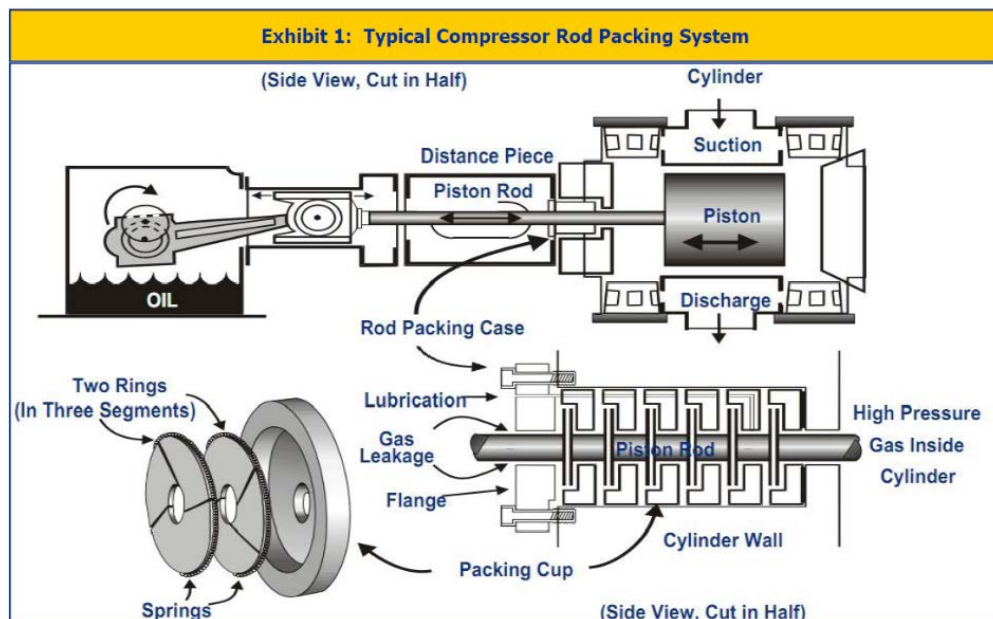 Exhibit 1: Typical Compressor Rod Packing System
(Side View, Cut in Half)
Cylinder
Suction
Distance Piece
Piston Rod
Piston
OIL
Discharge
Rod Packing Case
Two Rings
(In Three Segments)
Lubrication
Gas
Leakage
Flange
Piston Rod
High Pressure
Gas Inside
Cylinder
Cylinder Wall
Packing Cup
Springs
(Side View, Cut in Half)